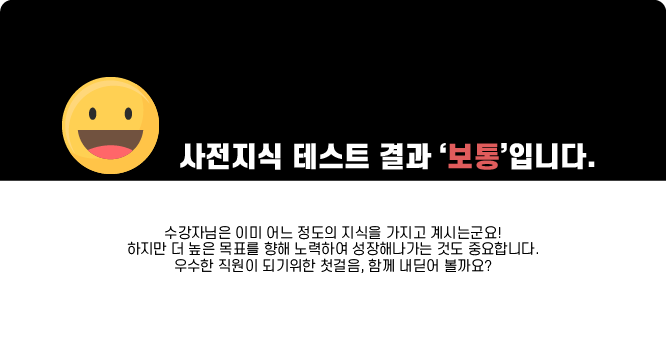 사전지식 테스트 결과 ‘보통’입니다.
수강자님은 이미 어느 정도의 지식을 가지고 계시는군요!
하지만 더 높은 목표를 향해 노력하여 성장해나가는 것도 중요합니다.
우수한 직원이 되기위한 첫걸음, 함께 내딛어 볼까요?